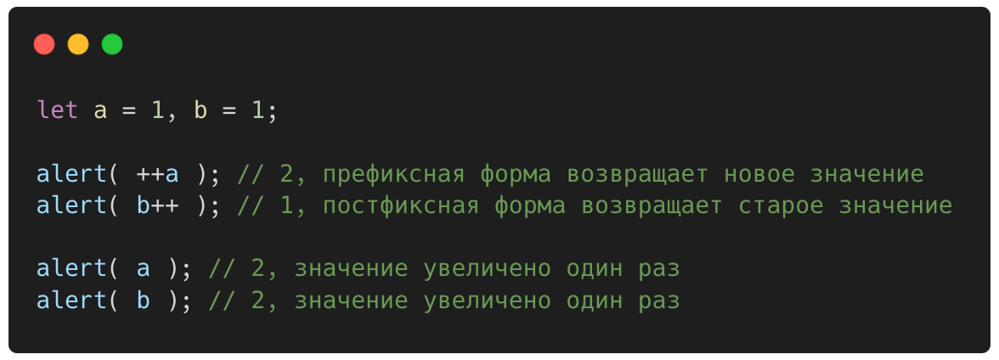 let a = 1, b = 1;
alert( ++a ); // 2, префиксная форма возвращает новое значение
alert( b++ ); // 1, постфиксная форма возвращает старое значение
alert( a ); // 2, значение увеличено один раз
alert( b ); // 2, значение увеличено один раз